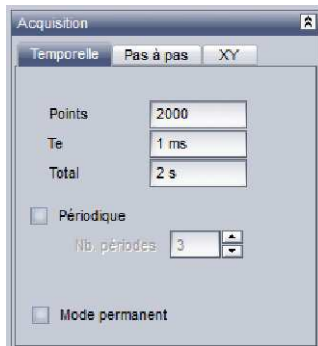 Acquisition
Temporelle Pas à pas XY
Points 2000
Te 1 ms
Total 2 s
Périodique
Nb. périodes 3
Mode permanent